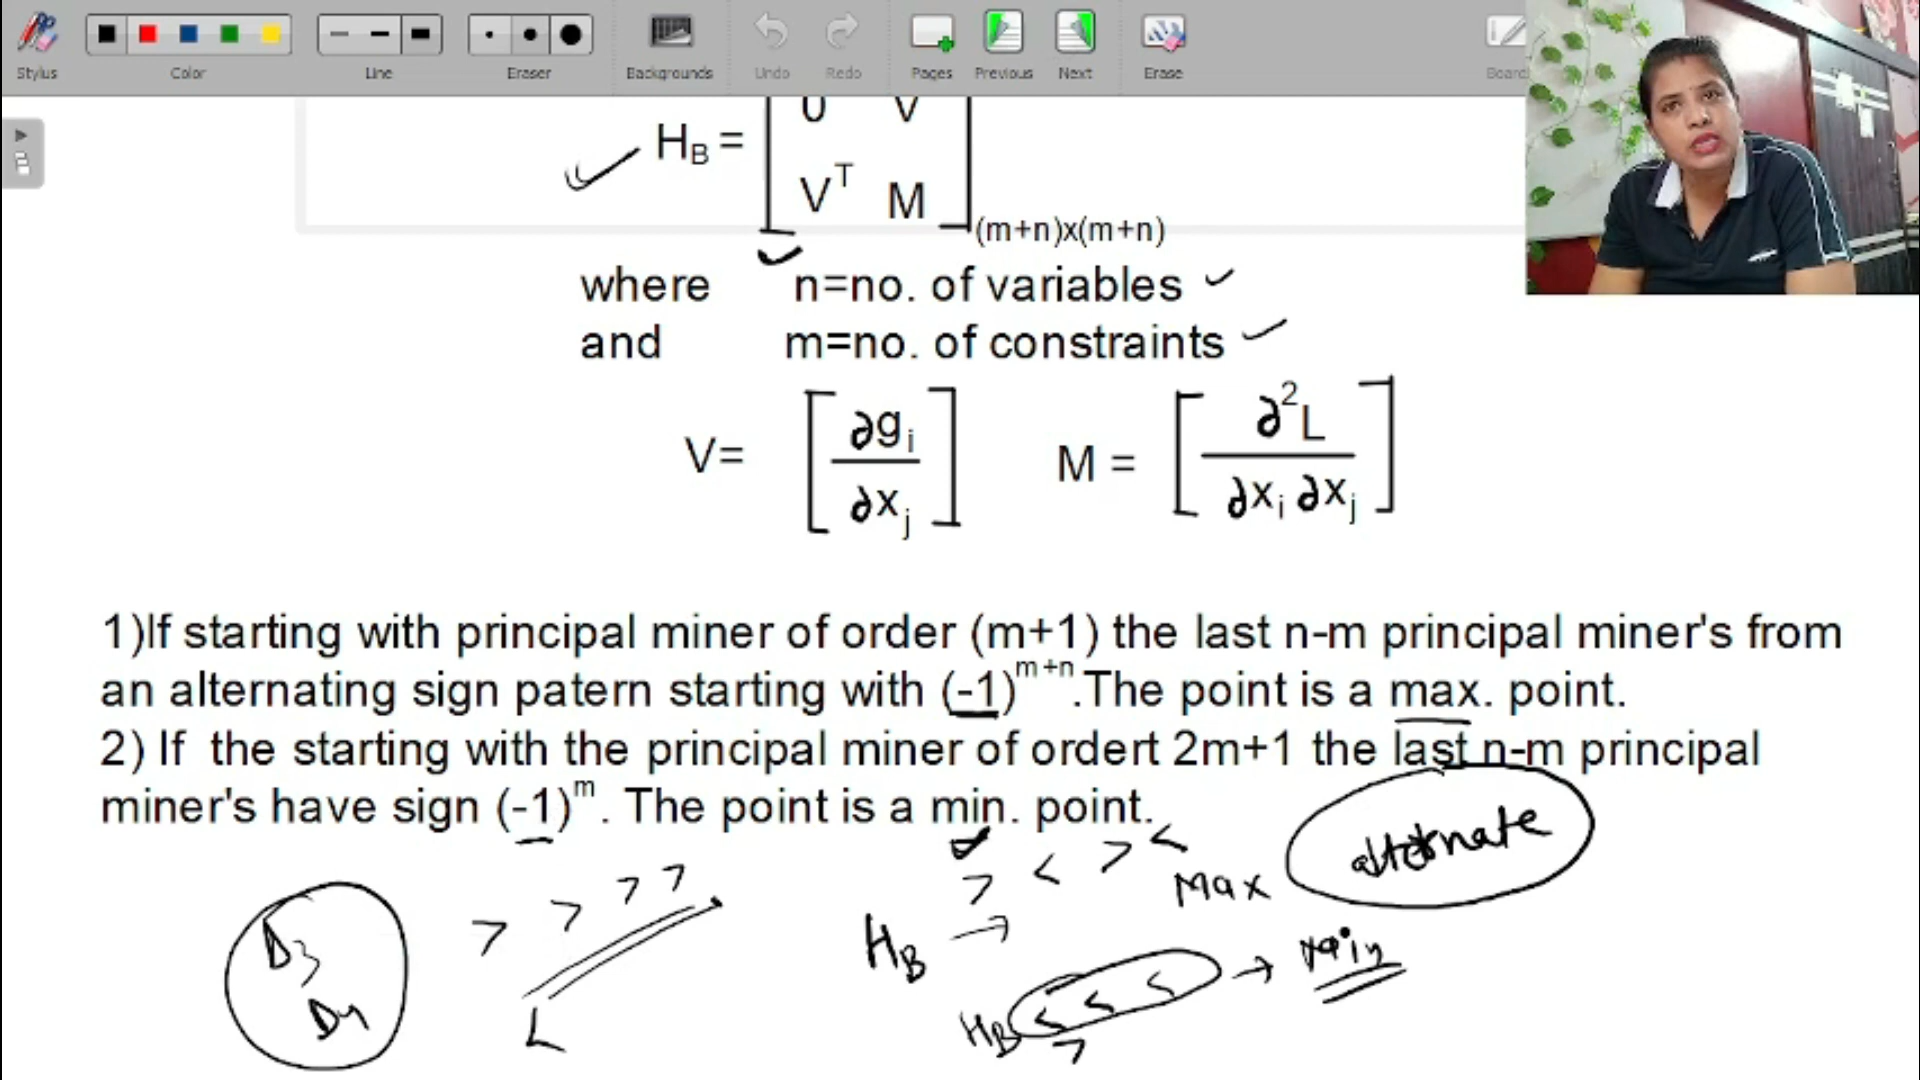 Stylus Color Line Eraser Backgrounds Undo Redo Pages Previous Next Erase Board
0 V
H_B =
V^T M
(m+n)x(m+n)
where n=no. of variables
and m=no. of constraints
V= [∂g_i / ∂x_j] M = [∂²L / ∂x_i ∂x_j]
1)If starting with principal miner of order (m+1) the last n-m principal miner's from
an alternating sign patern starting with (-1)^m+n.The point is a max. point.
2) If the starting with the principal miner of ordert 2m+1 the last n-m principal
miner's have sign (-1)^m. The point is a min. point.
> < > < Max alternate
D3 > > > > H_B →
D4 <
H_B < < < → Min
>